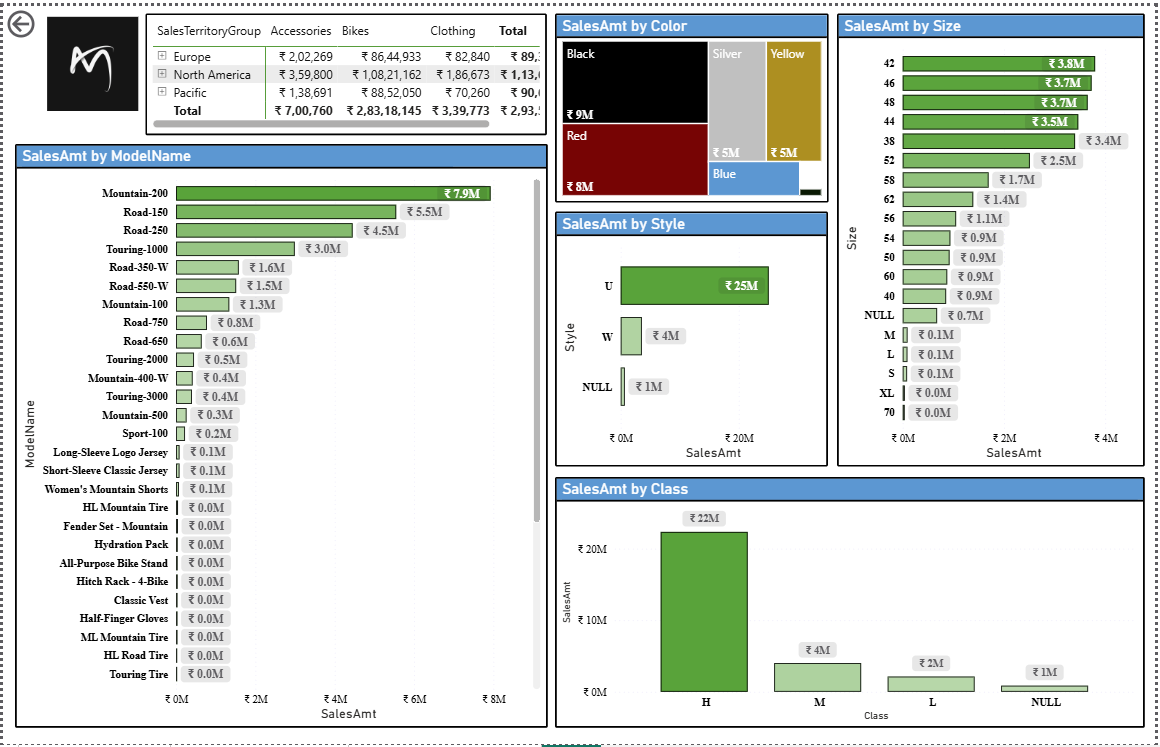 SalesTerritoryGroup Accessories Bikes Clothing Total
Europe ₹ 2,02,269 ₹ 86,44,933 ₹ 82,840 ₹ 89,
North America ₹ 3,59,800 ₹ 1,08,21,162 ₹ 1,86,673 ₹ 1,13,
Pacific ₹ 1,38,691 ₹ 88,52,050 ₹ 70,260 ₹ 90,
Total ₹ 7,00,760 ₹ 2,83,18,145 ₹ 3,39,773 ₹ 2,93,
SalesAmt by ModelName
ModelName
Mountain-200 ₹ 7.9M
Road-150 ₹ 5.5M
Road-250 ₹ 4.5M
Touring-1000 ₹ 3.0M
Road-350-W ₹ 1.6M
Road-550-W ₹ 1.5M
Mountain-100 ₹ 1.3M
Road-750 ₹ 0.8M
Road-650 ₹ 0.6M
Touring-2000 ₹ 0.5M
Mountain-400-W ₹ 0.4M
Touring-3000 ₹ 0.4M
Mountain-500 ₹ 0.3M
Sport-100 ₹ 0.2M
Long-Sleeve Logo Jersey ₹ 0.1M
Short-Sleeve Classic Jersey ₹ 0.1M
Women's Mountain Shorts ₹ 0.1M
HL Mountain Tire ₹ 0.0M
Fender Set - Mountain ₹ 0.0M
Hydration Pack ₹ 0.0M
All-Purpose Bike Stand ₹ 0.0M
Hitch Rack - 4-Bike ₹ 0.0M
Classic Vest ₹ 0.0M
Half-Finger Gloves ₹ 0.0M
ML Mountain Tire ₹ 0.0M
HL Road Tire ₹ 0.0M
Touring Tire ₹ 0.0M
₹ 0M ₹ 2M ₹ 4M ₹ 6M ₹ 8M
SalesAmt
SalesAmt by Color
Black Silver Yellow
₹ 9M
Red
₹ 5M ₹ 5M
Blue
₹ 8M
SalesAmt by Style
Style
U ₹ 25M
W ₹ 4M
NULL ₹ 1M
₹ 0M ₹ 20M
SalesAmt
SalesAmt by Size
Size
42 ₹ 3.8M
46 ₹ 3.7M
48 ₹ 3.7M
44 ₹ 3.5M
38 ₹ 3.4M
52 ₹ 2.5M
58 ₹ 1.7M
62 ₹ 1.4M
56 ₹ 1.1M
54 ₹ 0.9M
50 ₹ 0.9M
60 ₹ 0.9M
40 ₹ 0.9M
NULL ₹ 0.7M
M ₹ 0.1M
L ₹ 0.1M
S ₹ 0.1M
XL ₹ 0.0M
70 ₹ 0.0M
₹ 0M ₹ 2M ₹ 4M
SalesAmt
SalesAmt by Class
SalesAmt
₹ 22M
₹ 20M
₹ 10M
₹ 4M
₹ 2M
₹ 1M
₹ 0M
H M L NULL
Class